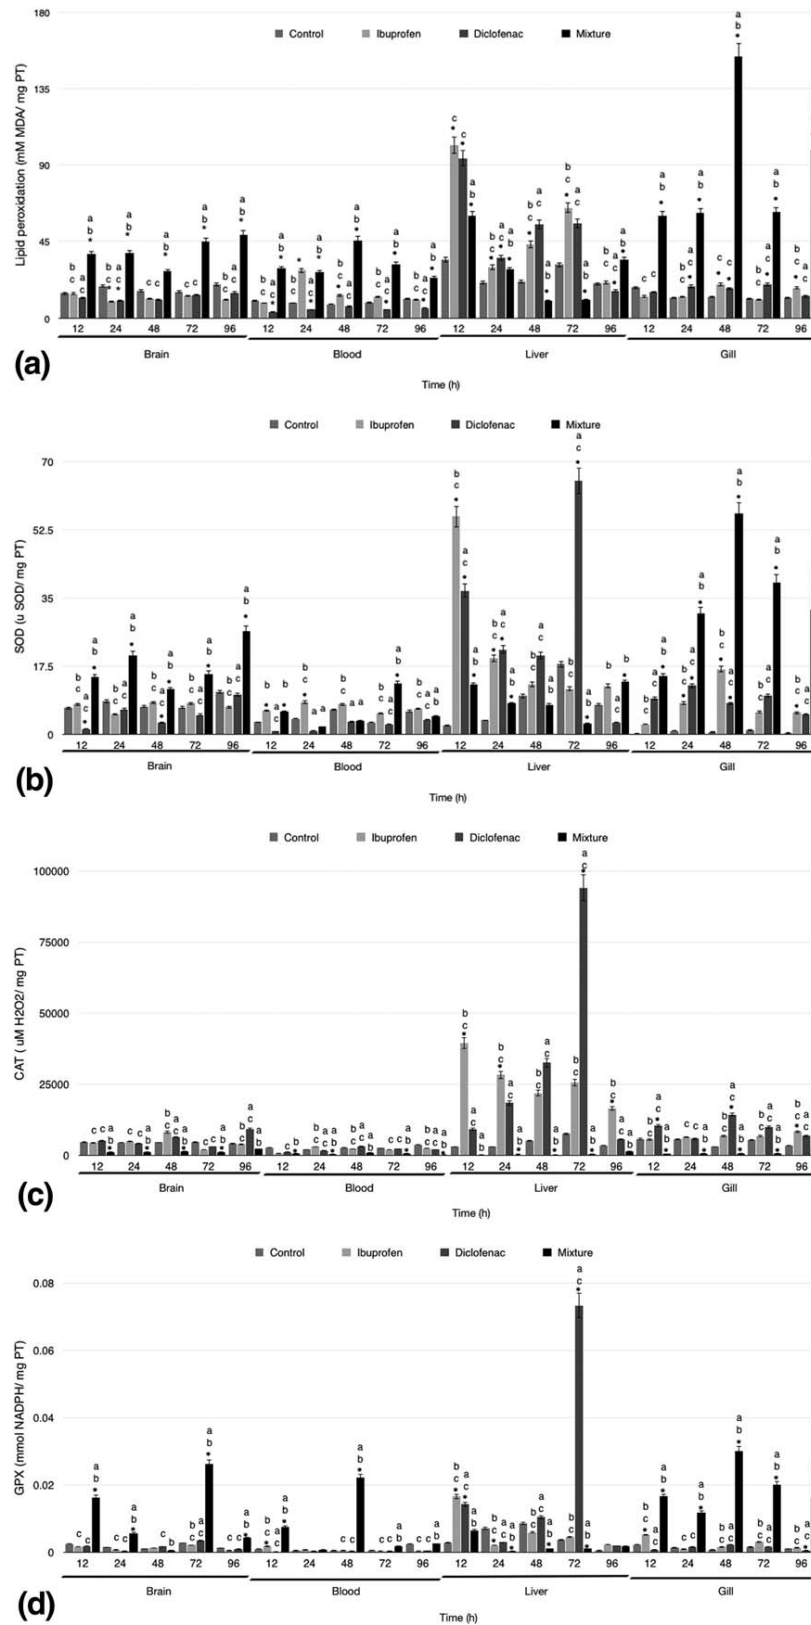 180
135
90
45
0
Lipid peroxidation (mM MDA/ mg PT)
Control Ibuprofen Diclofenac Mixture
12 24 48 72 96 12 24 48 72 96 12 24 48 72 96 12 24 48 72 96
Brain Blood Liver Gill
(a)
Time (h)
Control Ibuprofen Diclofenac Mixture
70
52.5
35
17.5
0
SOD (u SOD/ mg PT)
12 24 48 72 96 12 24 48 72 96 12 24 48 72 96 12 24 48 72 96
Brain Blood Liver Gill
(b)
Time (h)
Control Ibuprofen Diclofenac Mixture
100000
75000
50000
25000
0
CAT ( uM H2O2/ mg PT)
12 24 48 72 96 12 24 48 72 96 12 24 48 72 96 12 24 48 72 96
Brain Blood Liver Gill
(c)
Time (h)
Control Ibuprofen Diclofenac Mixture
0.08
0.06
0.04
0.02
0
GPX (mmol NADPH/ mg PT)
12 24 48 72 96 12 24 48 72 96 12 24 48 72 96 12 24 48 72 96
Brain Blood Liver Gill
(d)
Time (h)